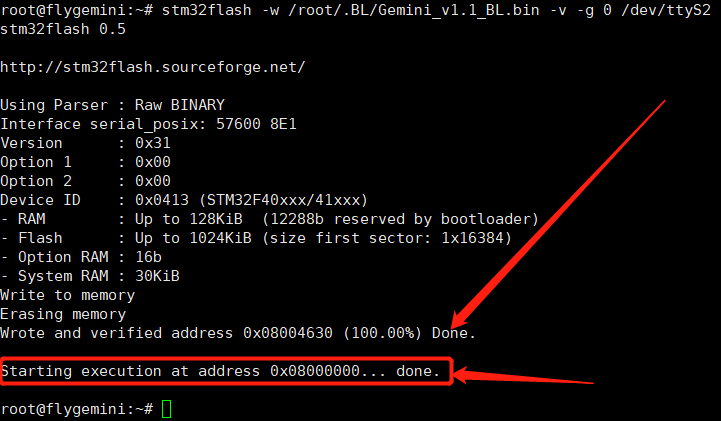 root@flygemini:~# stm32flash -w /root/.BL/Gemini_v1.1_BL.bin -v -g 0 /dev/ttyS2
stm32flash 0.5
http://stm32flash.sourceforge.net/
Using Parser : Raw BINARY
Interface serial_posix: 57600 8E1
Version      : 0x31
Option 1     : 0x00
Option 2     : 0x00
Device ID    : 0x0413 (STM32F40xxx/41xxx)
- RAM        : Up to 128KiB  (12288b reserved by bootloader)
- Flash      : Up to 1024KiB (size first sector: 1x16384)
- Option RAM : 16b
- System RAM : 30KiB
Write to memory
Erasing memory
Wrote and verified address 0x08004630 (100.00%) Done.
Starting execution at address 0x08000000... done.
root@flygemini:~#